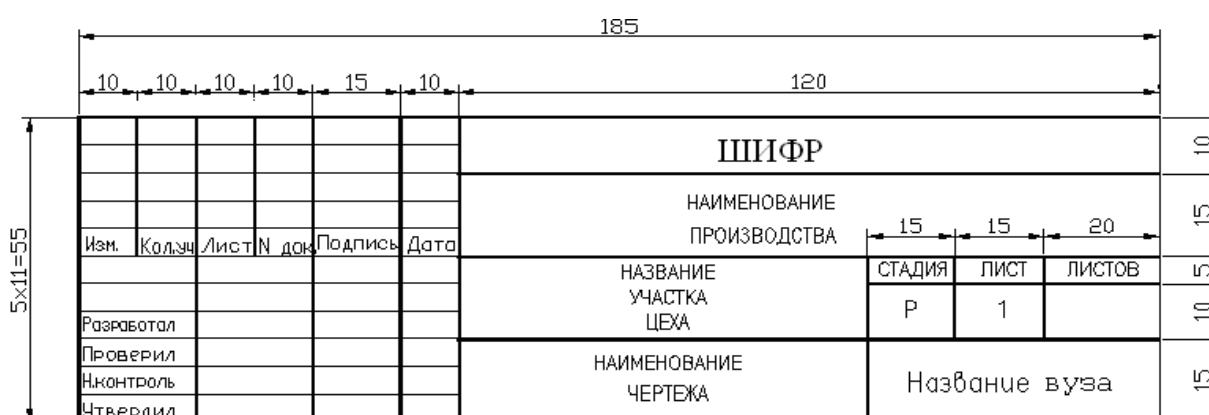 185
10 10 10 10 15 10 120
ШИФР
10
НАИМЕНОВАНИЕ
ПРОИЗВОДСТВА
15
15 15 20
Изм. Кол.уч Лист N док. Подпись Дата
5x11=55
НАЗВАНИЕ
УЧАСТКА
ЦЕХА
СТАДИЯ ЛИСТ ЛИСТОВ
5
Р 1
10
Разработал
Проверил
Н.контроль
Утвердил
НАИМЕНОВАНИЕ
ЧЕРТЕЖА
Название вуза
15